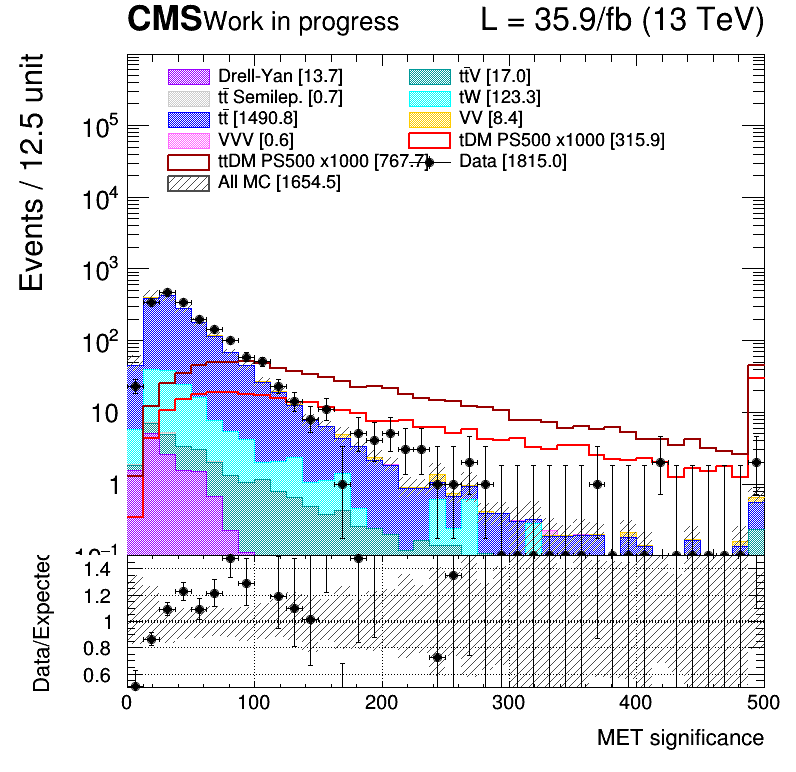 CMS Work in progress L = 35.9/fb (13 TeV)
Events / 12.5 unit
Drell-Yan [13.7] tt̄V [17.0]
tt̄ Semilep. [0.7] tW [123.3]
tt̄ [1490.8] VV [8.4]
VVV [0.6] tDM PS500 x1000 [315.9]
ttDM PS500 x1000 [767.7] Data [1815.0]
All MC [1654.5]
10⁵
10⁴
10³
10²
10
1
10⁻¹
Data/Expected
1.4
1.2
1
0.8
0.6
0 100 200 300 400 500
MET significance